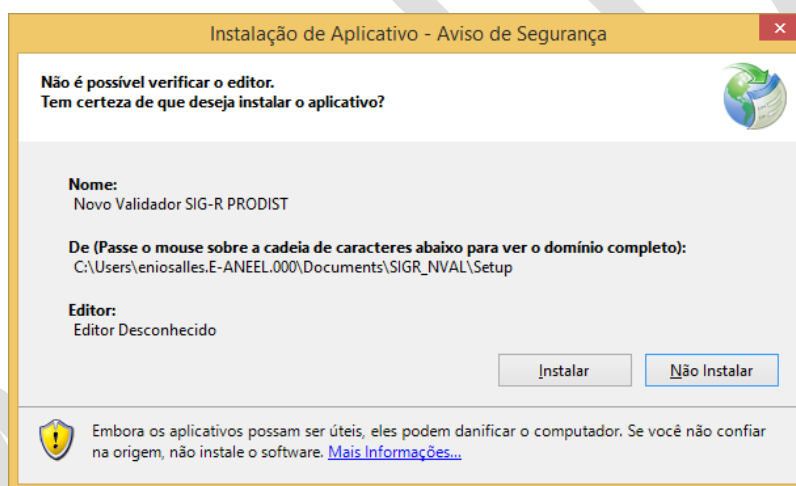 Instalação de Aplicativo - Aviso de Segurança
Não é possível verificar o editor.
Tem certeza de que deseja instalar o aplicativo?
Nome:
Novo Validador SIG-R PRODIST
De (Passe o mouse sobre a cadeia de caracteres abaixo para ver o domínio completo):
C:\Users\eniosalles.E-ANEEL.000\Documents\SIGR_NVAL\Setup
Editor:
Editor Desconhecido
Instalar
Não Instalar
Embora os aplicativos possam ser úteis, eles podem danificar o computador. Se você não confiar
na origem, não instale o software. Mais Informações...